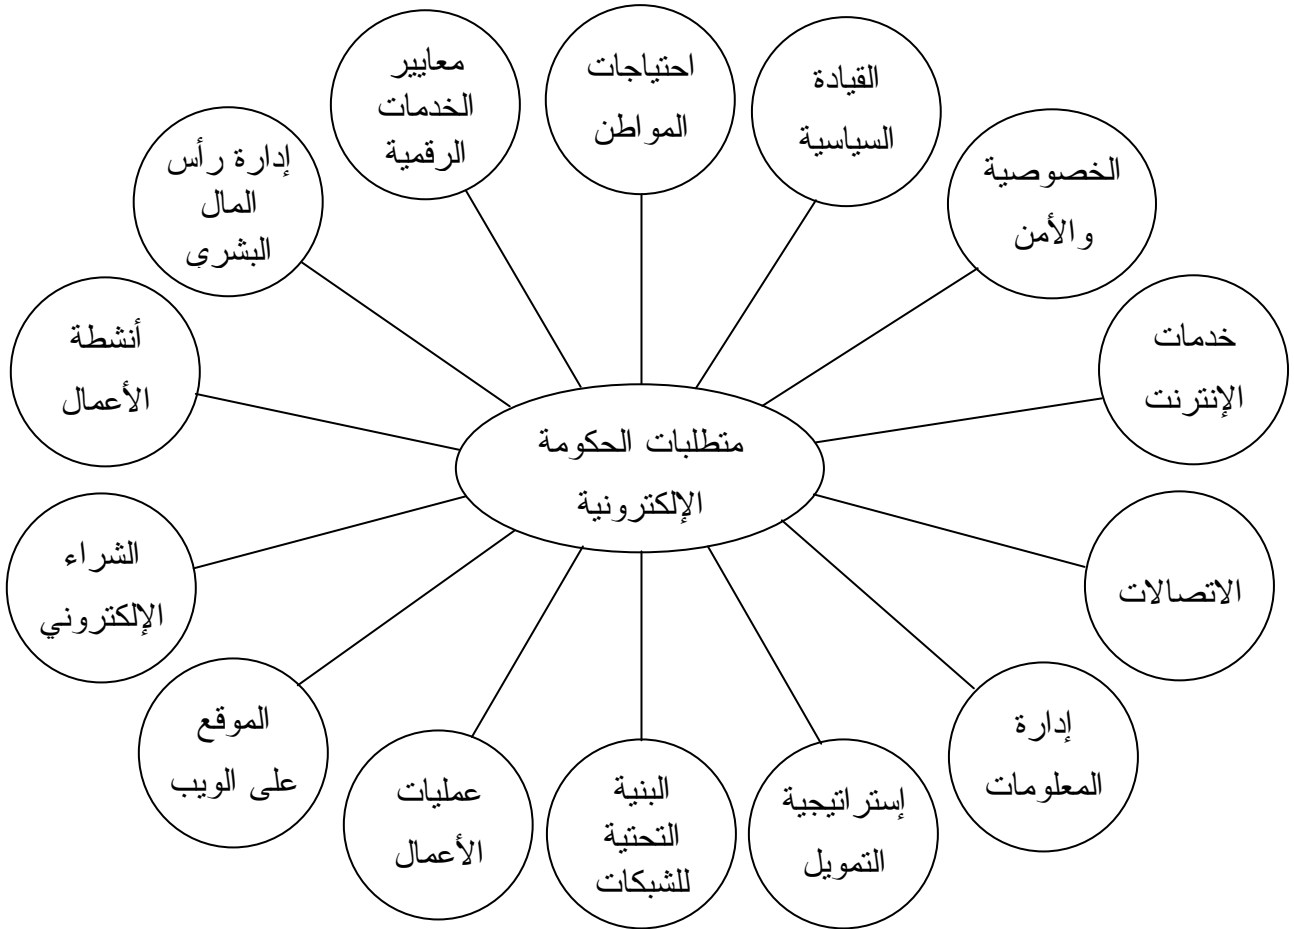 متطلبات الحكومة
الإلكترونية
احتياجات
المواطن
القيادة
السياسية
الخصوصية
والأمن
خدمات
الإنترنت
الاتصالات
إدارة
المعلومات
إستراتيجية
التمويل
البنية
التحتية
للشبكات
عمليات
الأعمال
الموقع
على الويب
الشراء
الإلكتروني
أنشطة
الأعمال
إدارة رأس
المال
البشرى
معايير
الخدمات
الرقمية